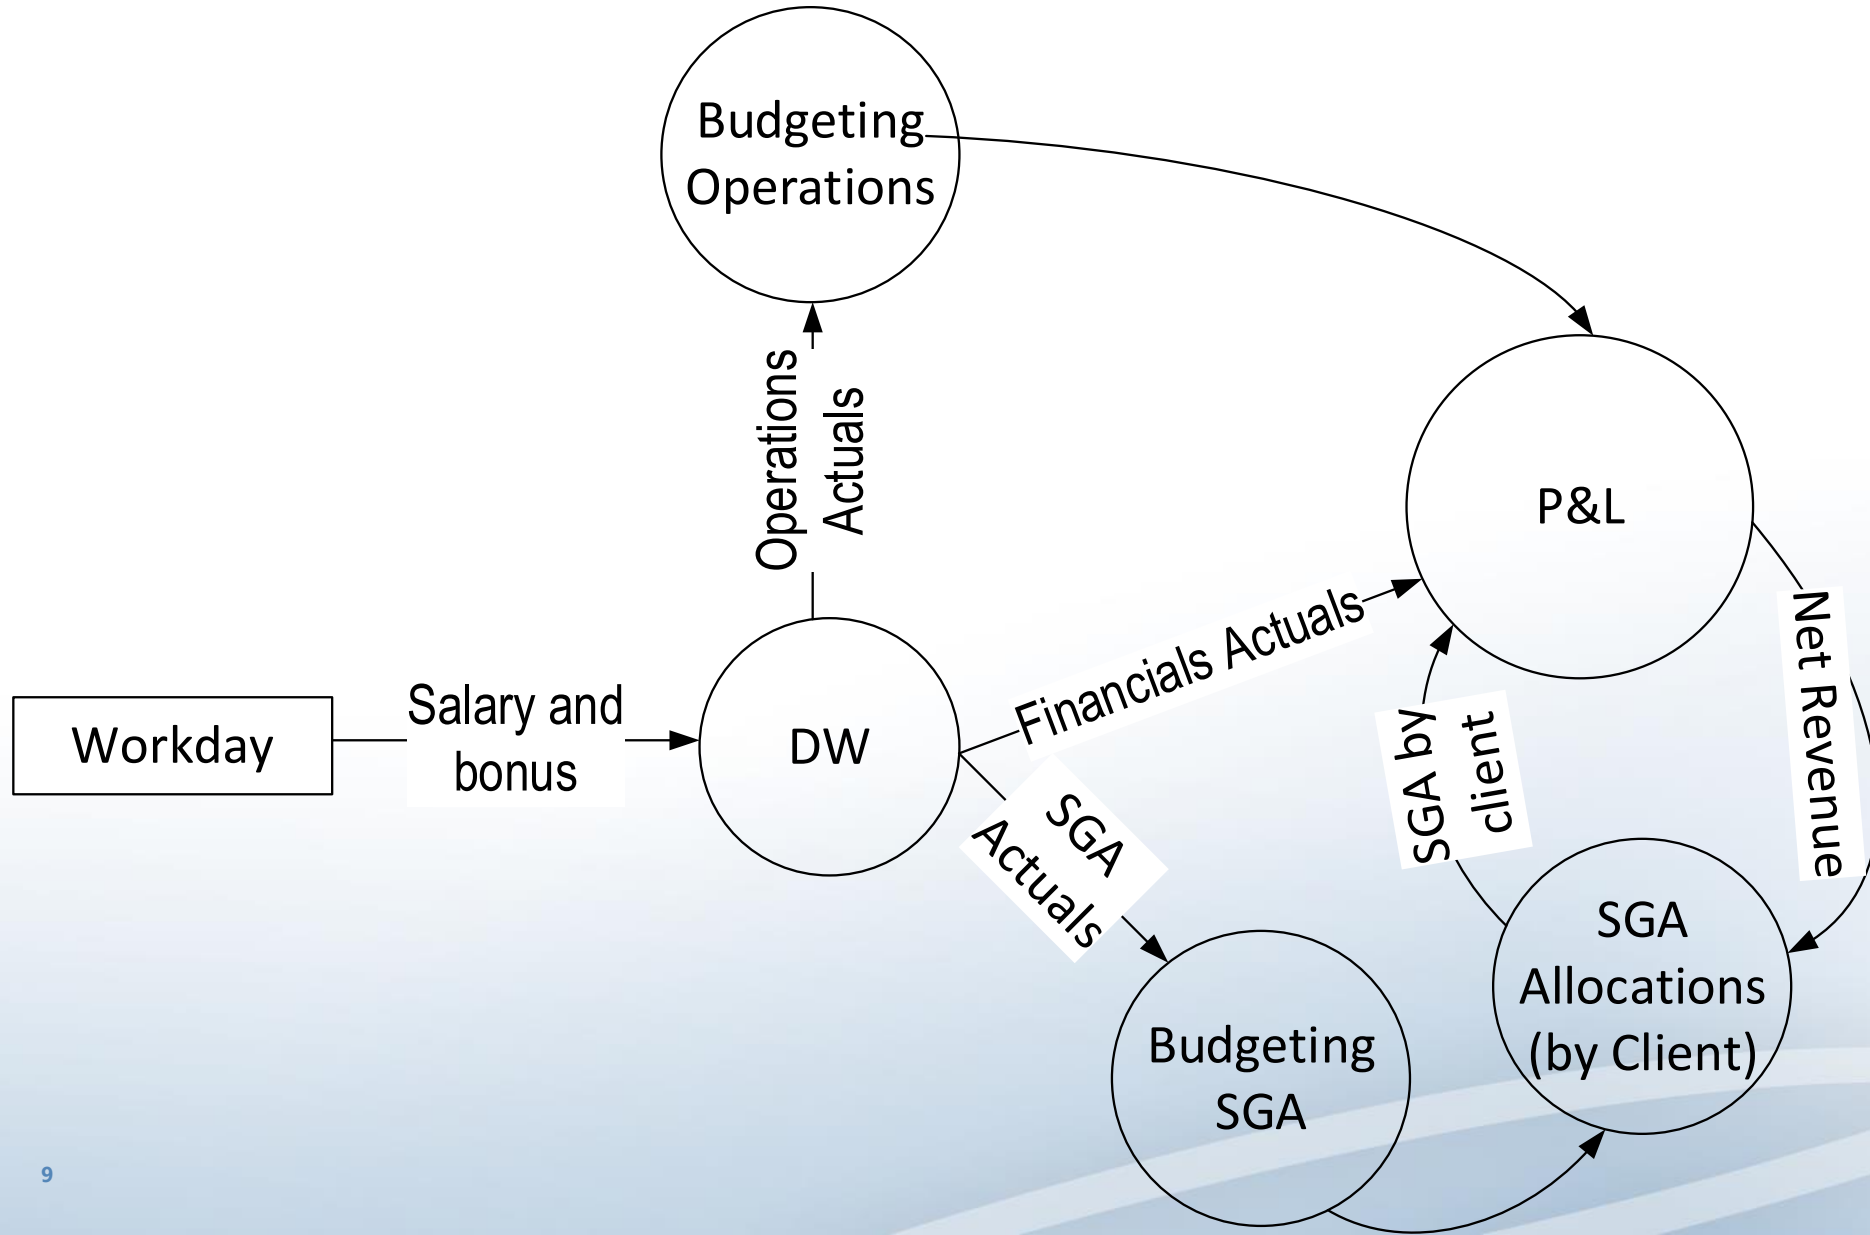 Budgeting
Operations
Operations
Actuals
P&L
Financials Actuals
Net Revenue
Workday
Salary and
bonus
DW
SGA by
client
SGA
Actuals
SGA
Allocations
(by Client)
Budgeting
SGA
9